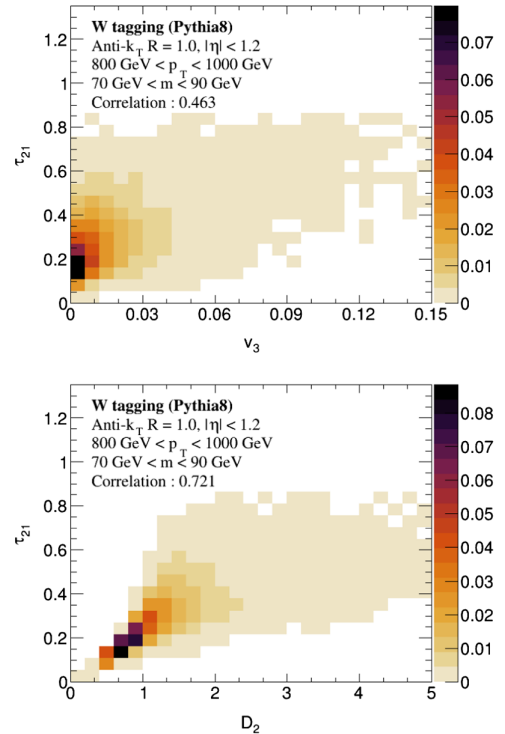 W tagging (Pythia8)
Anti-k_T R = 1.0, |η| < 1.2
800 GeV < p_T < 1000 GeV
70 GeV < m < 90 GeV
Correlation : 0.463
τ_21
1.2
1
0.8
0.6
0.4
0.2
0
0 0.03 0.06 0.09 0.12 0.15
v_3
0.07
0.06
0.05
0.04
0.03
0.02
0.01
0
W tagging (Pythia8)
Anti-k_T R = 1.0, |η| < 1.2
800 GeV < p_T < 1000 GeV
70 GeV < m < 90 GeV
Correlation : 0.721
τ_21
1.2
1
0.8
0.6
0.4
0.2
0
0 1 2 3 4 5
D_2
0.08
0.07
0.06
0.05
0.04
0.03
0.02
0.01
0